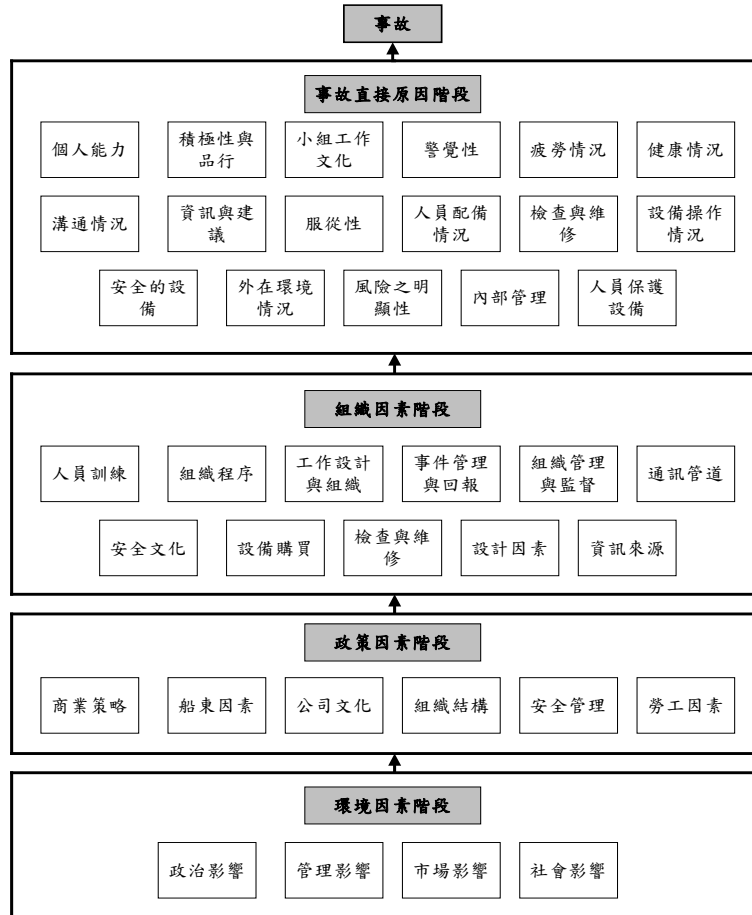 事故
事故直接原因階段
個人能力
積極性與
品行
小組工作
文化
警覺性
疲勞情況
健康情況
溝通情況
資訊與建
議
服從性
人員配備
情況
檢查與維
修
設備操作
情況
安全的設
備
外在環境
情況
風險之明
顯性
內部管理
人員保護
設備
組織因素階段
人員訓練
組織程序
工作設計
與組織
事件管理
與回報
組織管理
與監督
通訊管道
安全文化
設備購買
檢查與維
修
設計因素
資訊來源
政策因素階段
商業策略
船東因素
公司文化
組織結構
安全管理
勞工因素
環境因素階段
政治影響
管理影響
市場影響
社會影響